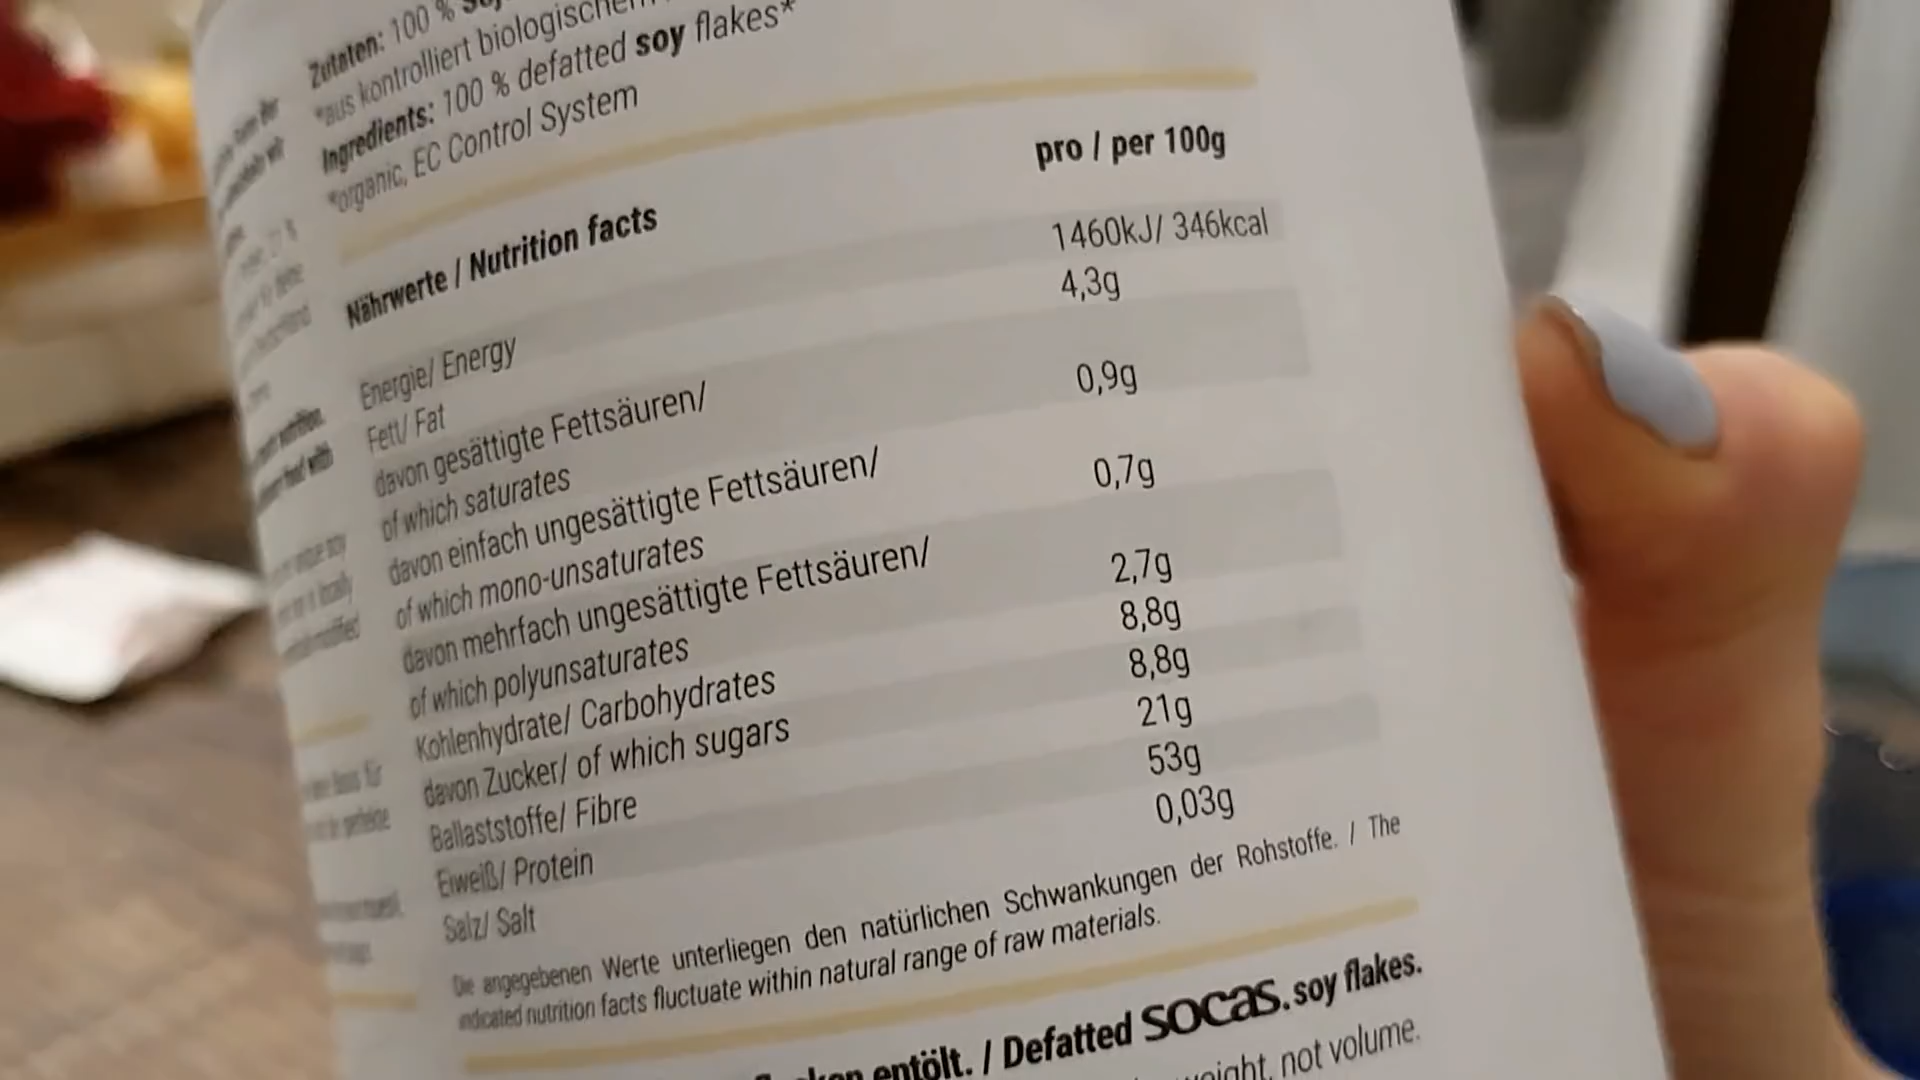 Zutaten: 100 %
*aus kontrolliert biologischem
Ingredients: 100 % defatted soy flakes*
*organic, EC Control System
Nährwerte / Nutrition facts pro / per 100g
Energie/ Energy 1460kJ/ 346kcal
Fett/ Fat 4,3g
davon gesättigte Fettsäuren/
of which saturates 0,9g
davon einfach ungesättigte Fettsäuren/
of which mono-unsaturates 0,7g
davon mehrfach ungesättigte Fettsäuren/
of which polyunsaturates 2,7g
Kohlenhydrate/ Carbohydrates 8,8g
davon Zucker/ of which sugars 8,8g
Ballaststoffe/ Fibre 21g
Eiweiß/ Protein 53g
Salz/ Salt 0,03g
Die angegebenen Werte unterliegen den natürlichen Schwankungen der Rohstoffe. / The
indicated nutrition facts fluctuate within natural range of raw materials.
entölt. / Defatted SOCAS. soy flakes.
weight, not volume.